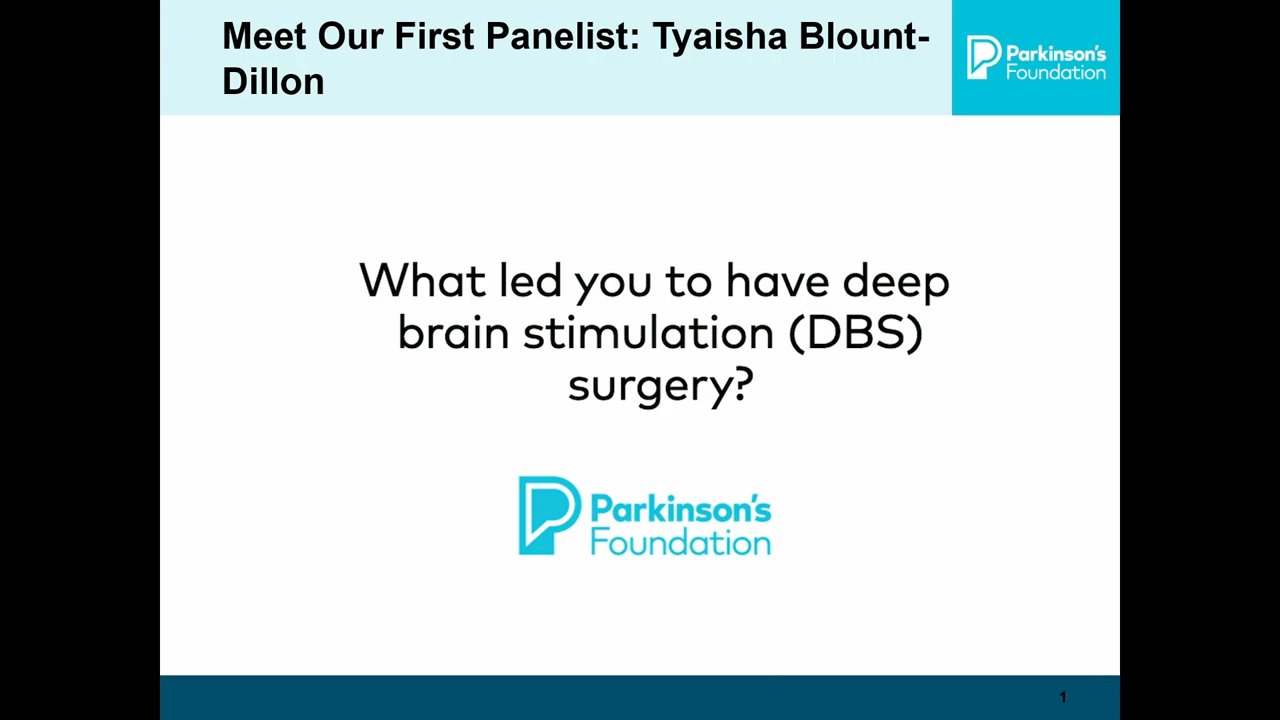 Meet Our First Panelist: Tyaisha Blount-
Dillon
Parkinson's
Foundation
What led you to have deep
brain stimulation (DBS)
surgery?
Parkinson's
Foundation
1